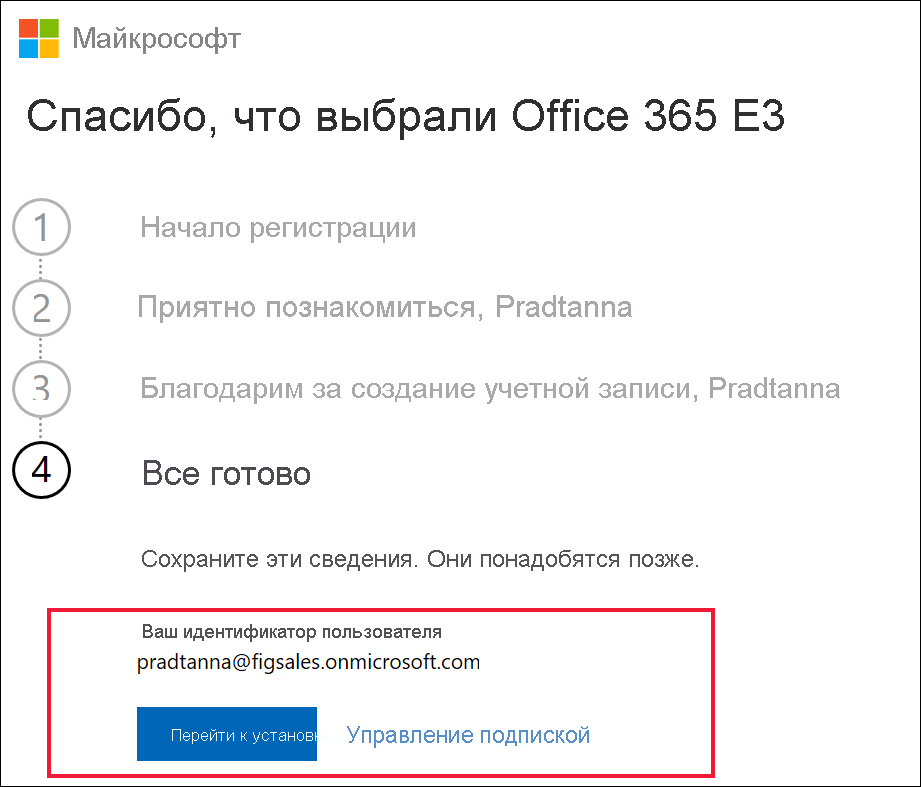 Майкрософт
Спасибо, что выбрали Office 365 E3
1 Начало регистрации
2 Приятно познакомиться, Pradtanna
3 Благодарим за создание учетной записи, Pradtanna
4 Все готово
Сохраните эти сведения. Они понадобятся позже.
Ваш идентификатор пользователя
pradtanna@figsales.onmicrosoft.com
Перейти к установк Управление подпиской